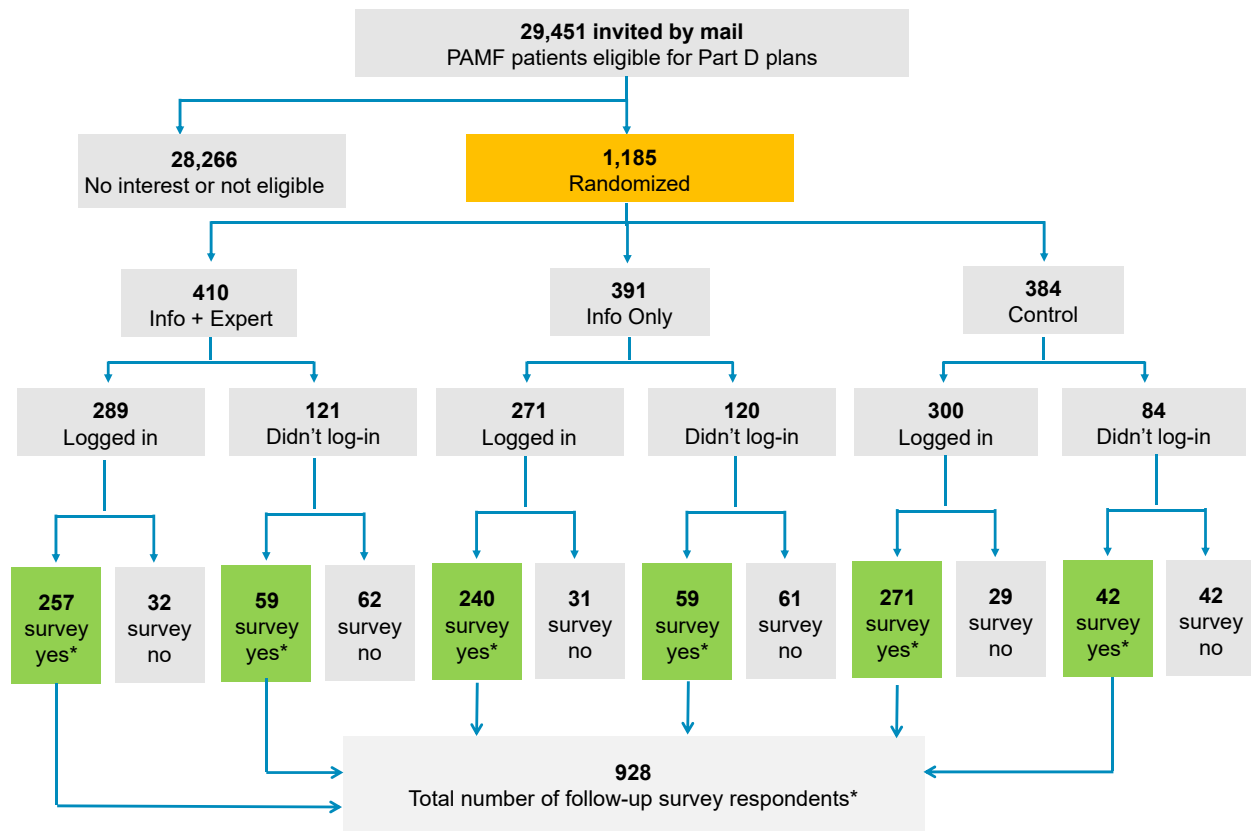 29,451 invited by mail
PAMF patients eligible for Part D plans
28,266
No interest or not eligible
1,185
Randomized
410
Info + Expert
391
Info Only
384
Control
289
Logged in
121
Didn’t log-in
271
Logged in
120
Didn’t log-in
300
Logged in
84
Didn’t log-in
257
survey
yes*
32
survey
no
59
survey
yes*
62
survey
no
240
survey
yes*
31
survey
no
59
survey
yes*
61
survey
no
271
survey
yes*
29
survey
no
42
survey
yes*
42
survey
no
928
Total number of follow-up survey respondents*